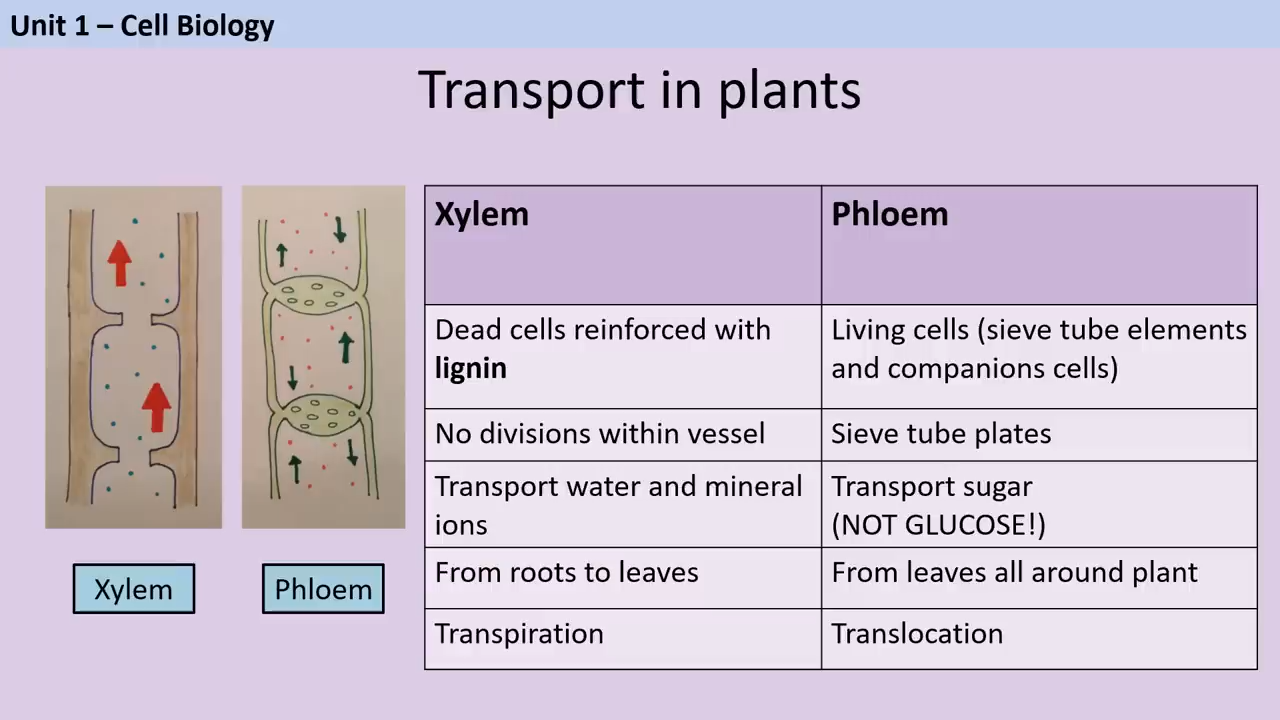 Unit 1 – Cell Biology
Transport in plants
Xylem
Phloem
Dead cells reinforced with
lignin
Living cells (sieve tube elements
and companions cells)
No divisions within vessel
Sieve tube plates
Transport water and mineral
ions
Transport sugar
(NOT GLUCOSE!)
From roots to leaves
From leaves all around plant
Transpiration
Translocation
Xylem
Phloem